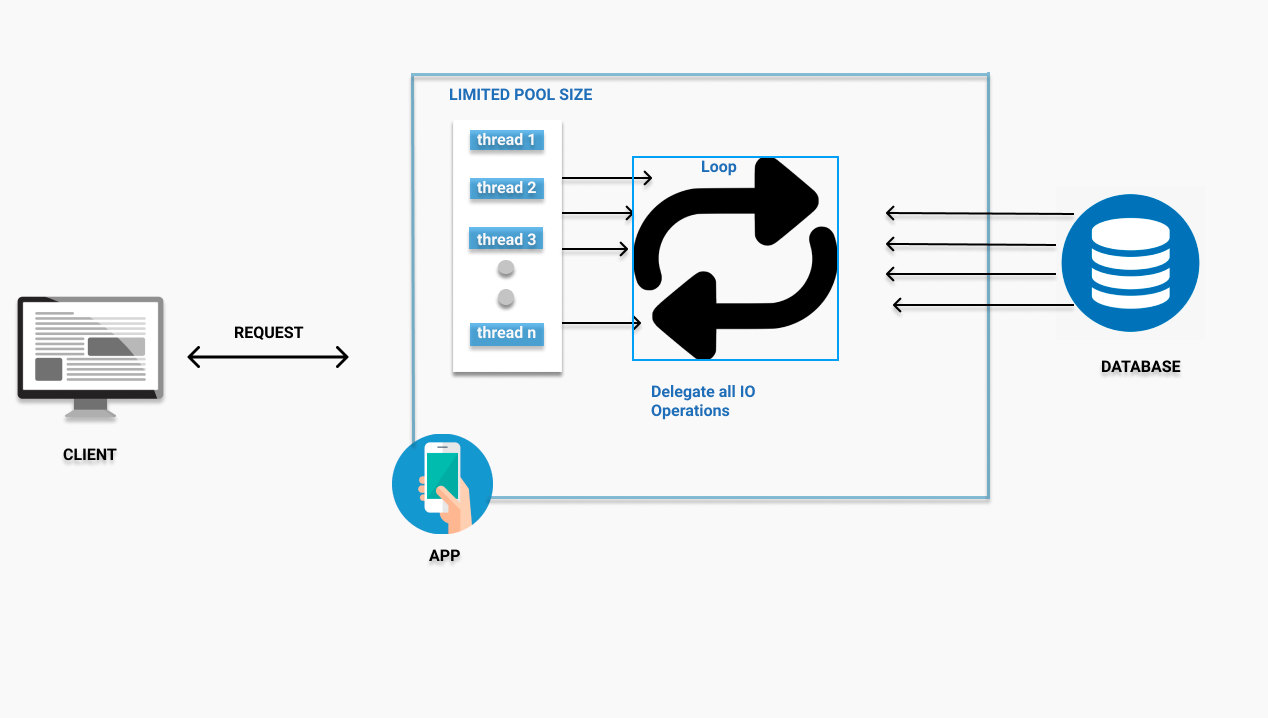 LIMITED POOL SIZE
thread 1
Loop
thread 2
thread 3
thread n
REQUEST
DATABASE
Delegate all IO
Operations
CLIENT
APP